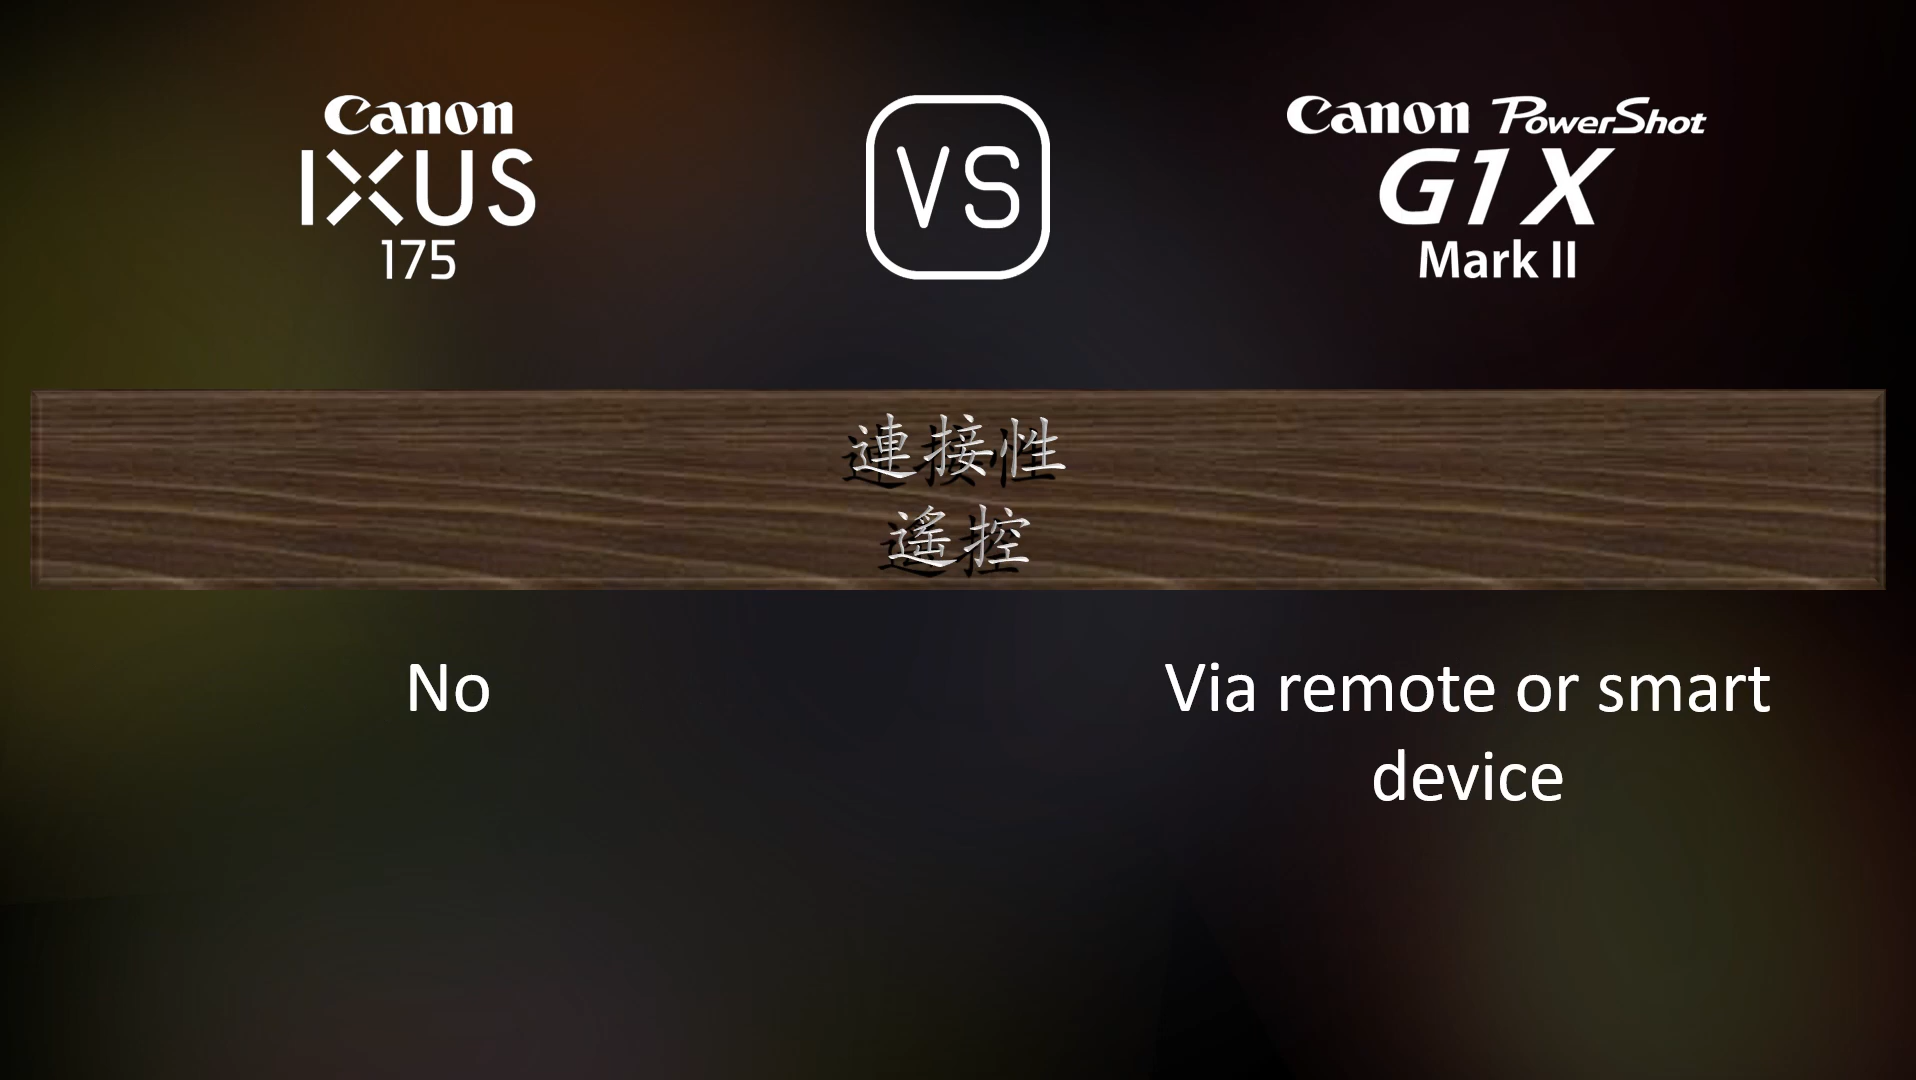 Canon
IXUS
175
VS
Canon PowerShot
G1 X
Mark II
連接性
遙控
No
Via remote or smart
device